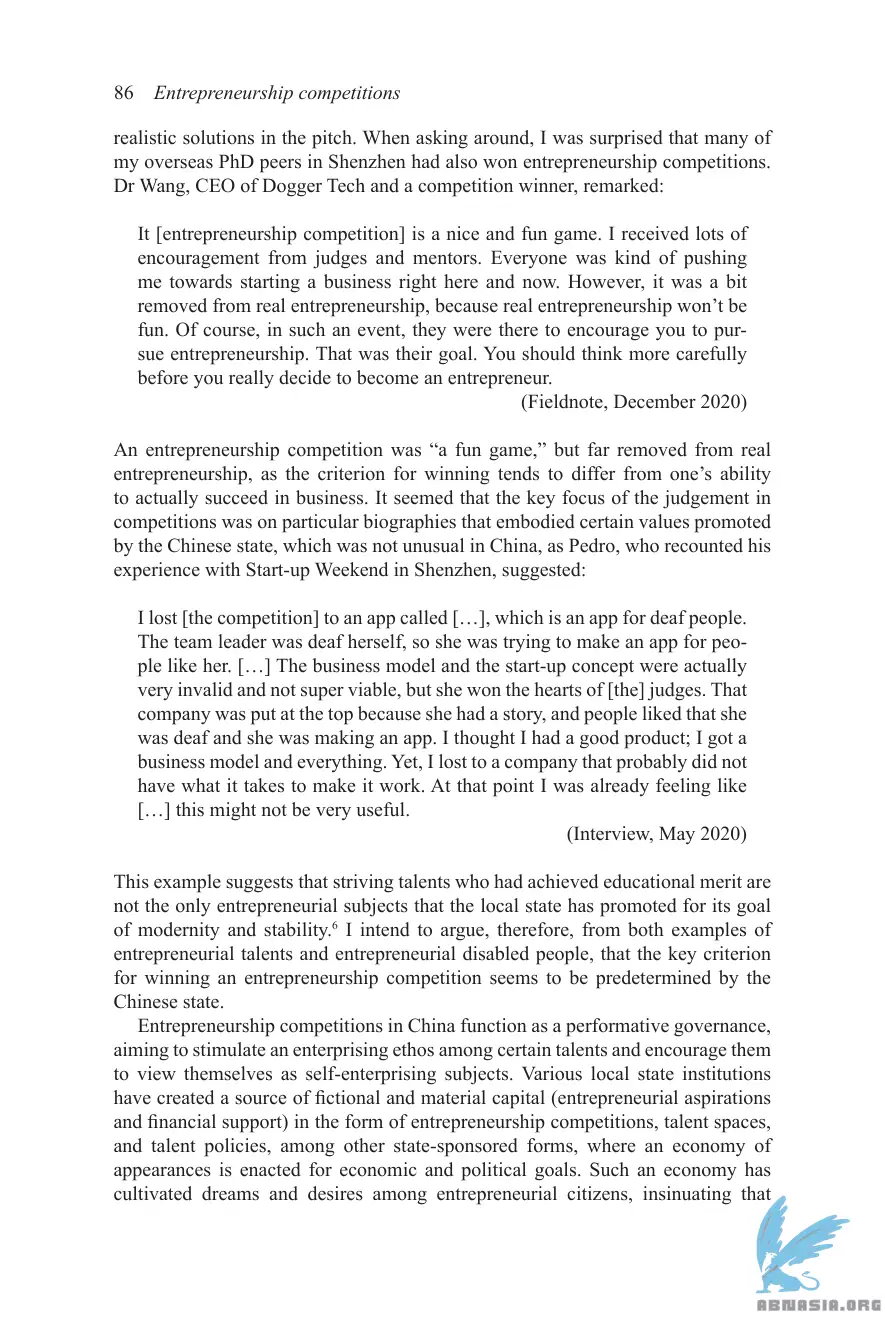 86 Entrepreneurship competitions
realistic solutions in the pitch. When asking around, I was surprised that many of
my overseas PhD peers in Shenzhen had also won entrepreneurship competitions.
Dr Wang, CEO of Dogger Tech and a competition winner, remarked:
It [entrepreneurship competition] is a nice and fun game. I received lots of
encouragement from judges and mentors. Everyone was kind of pushing
me towards starting a business right here and now. However, it was a bit
removed from real entrepreneurship, because real entrepreneurship won’t be
fun. Of course, in such an event, they were there to encourage you to pur-
sue entrepreneurship. That was their goal. You should think more carefully
before you really decide to become an entrepreneur.
(Fieldnote, December 2020)
An entrepreneurship competition was “a fun game,” but far removed from real
entrepreneurship, as the criterion for winning tends to differ from one’s ability
to actually succeed in business. It seemed that the key focus of the judgement in
competitions was on particular biographies that embodied certain values promoted
by the Chinese state, which was not unusual in China, as Pedro, who recounted his
experience with Start-up Weekend in Shenzhen, suggested:
I lost [the competition] to an app called […], which is an app for deaf people.
The team leader was deaf herself, so she was trying to make an app for peo-
ple like her. […] The business model and the start-up concept were actually
very invalid and not super viable, but she won the hearts of [the] judges. That
company was put at the top because she had a story, and people liked that she
was deaf and she was making an app. I thought I had a good product; I got a
business model and everything. Yet, I lost to a company that probably did not
have what it takes to make it work. At that point I was already feeling like
[…] this might not be very useful.
(Interview, May 2020)
This example suggests that striving talents who had achieved educational merit are
not the only entrepreneurial subjects that the local state has promoted for its goal
of modernity and stability.⁶ I intend to argue, therefore, from both examples of
entrepreneurial talents and entrepreneurial disabled people, that the key criterion
for winning an entrepreneurship competition seems to be predetermined by the
Chinese state.
Entrepreneurship competitions in China function as a performative governance,
aiming to stimulate an enterprising ethos among certain talents and encourage them
to view themselves as self-enterprising subjects. Various local state institutions
have created a source of fictional and material capital (entrepreneurial aspirations
and financial support) in the form of entrepreneurship competitions, talent spaces,
and talent policies, among other state-sponsored forms, where an economy of
appearances is enacted for economic and political goals. Such an economy has
cultivated dreams and desires among entrepreneurial citizens, insinuating that
ABNASIA.ORG